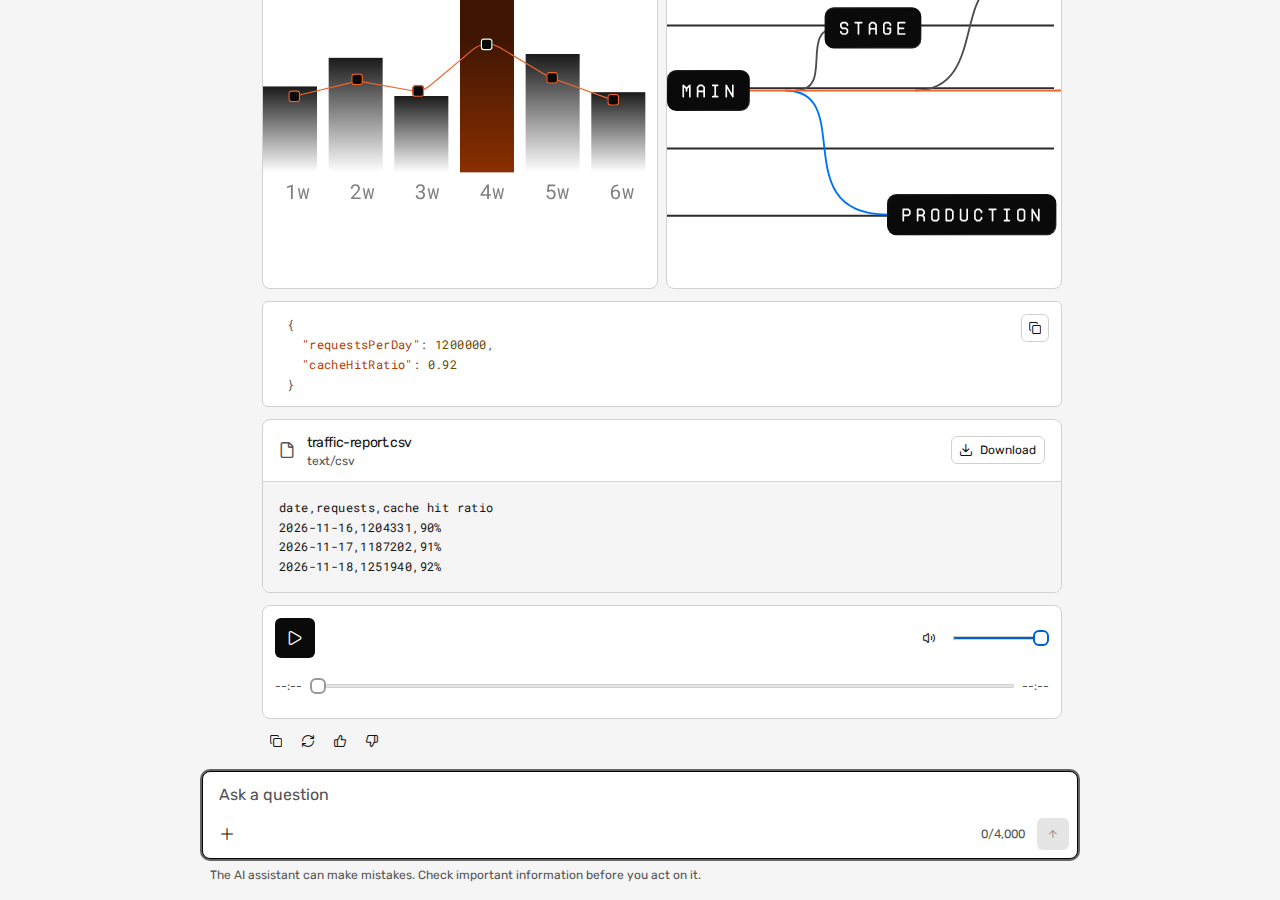 1w 2w 3w 4w 5w 6w
STAGE
MAIN
PRODUCTION
{
"requestsPerDay": 1200000,
"cacheHitRatio": 0.92
}
traffic-report.csv
text/csv
Download
date,requests,cache hit ratio
2026-11-16,1204331,90%
2026-11-17,1187202,91%
2026-11-18,1251940,92%
--:-- --:--
Ask a question
0/4,000
The AI assistant can make mistakes. Check important information before you act on it.